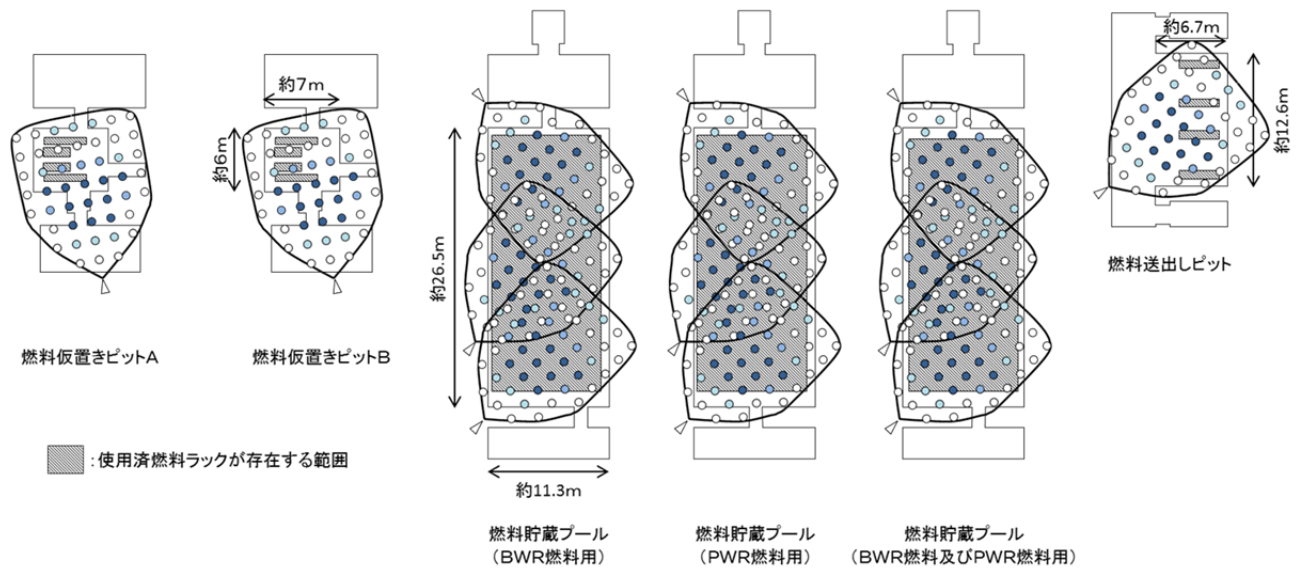 約7m
約6m
燃料仮置きピットA
燃料仮置きピットB
:使用済燃料ラックが存在する範囲
約26.5m
約11.3m
燃料貯蔵プール
（BWR燃料用）
燃料貯蔵プール
（PWR燃料用）
燃料貯蔵プール
（BWR燃料及びPWR燃料用）
約6.7m
約12.6m
燃料送出しピット